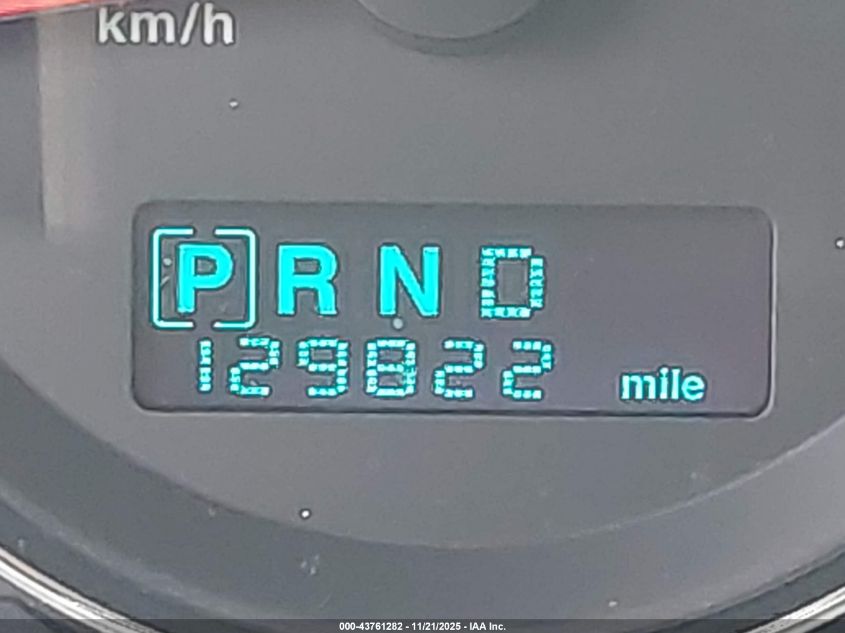 km/h
[P] R N D
129822 mile
000-43761282 - 11/21/2025 - IAA Inc.